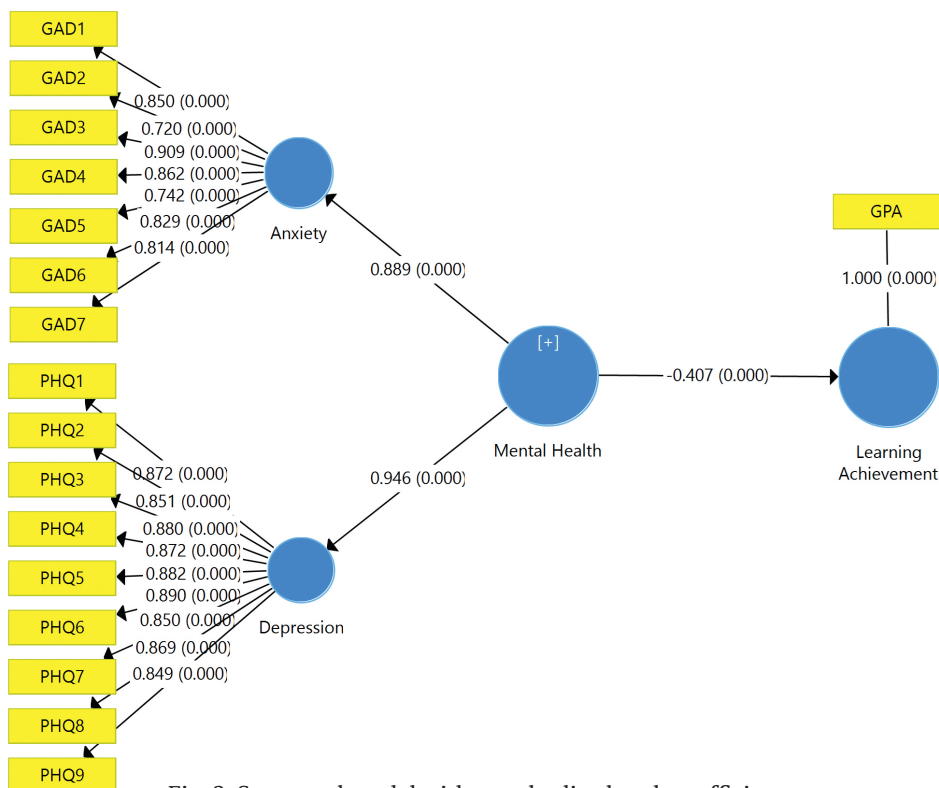 GAD1
GAD2
GAD3
GAD4
GAD5
GAD6
GAD7
0.850 (0.000)
0.720 (0.000)
0.909 (0.000)
0.862 (0.000)
0.742 (0.000)
0.829 (0.000)
0.814 (0.000)
Anxiety
0.889 (0.000)
PHQ1
PHQ2
PHQ3
PHQ4
PHQ5
PHQ6
PHQ7
PHQ8
PHQ9
0.872 (0.000)
0.851 (0.000)
0.880 (0.000)
0.872 (0.000)
0.882 (0.000)
0.890 (0.000)
0.850 (0.000)
0.869 (0.000)
0.849 (0.000)
Depression
0.946 (0.000)
[+]
Mental Health
-0.407 (0.000)
GPA
1.000 (0.000)
Learning
Achievement